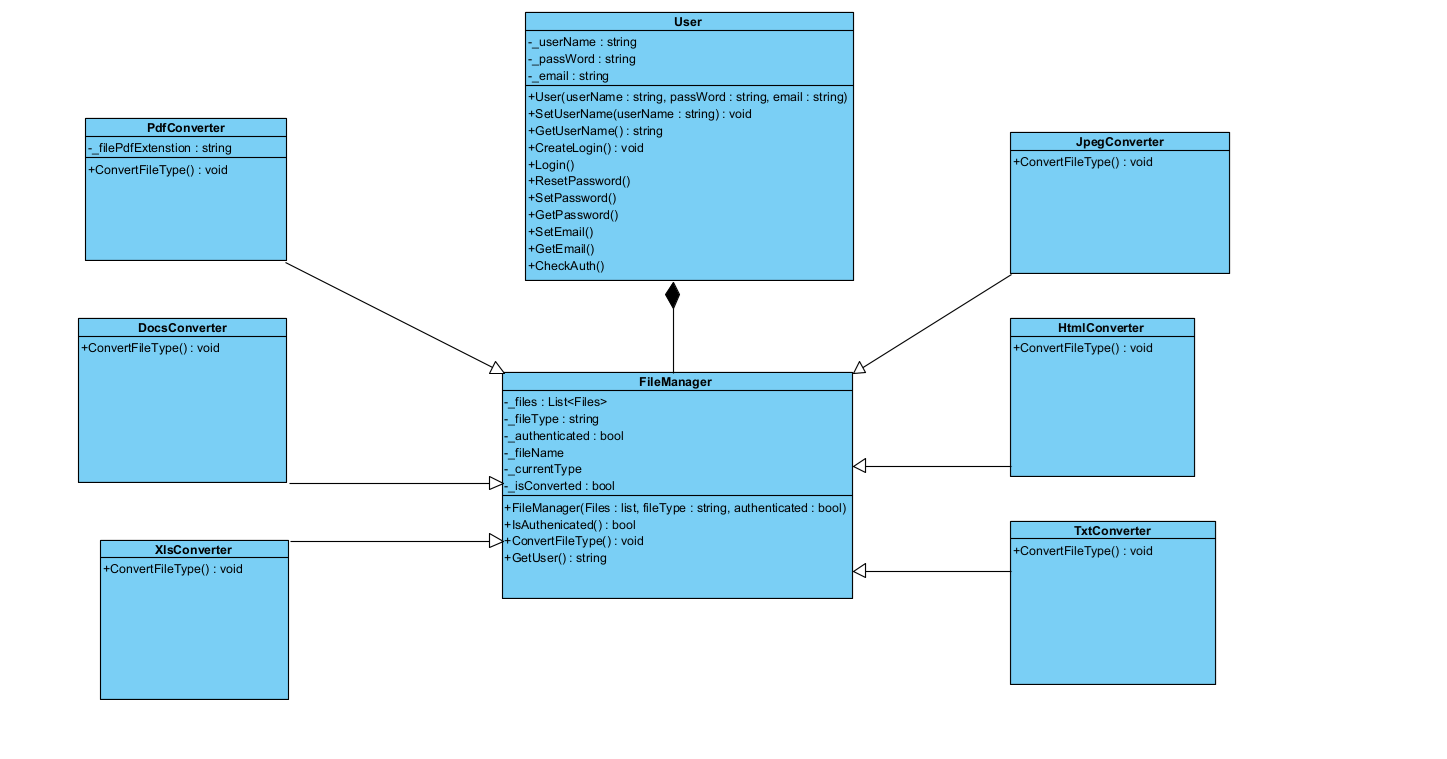 User
-_userName : string
-_passWord : string
-_email : string
+User(userName : string, passWord : string, email : string)
+SetUserName(userName : string) : void
+GetUserName() : string
+CreateLogin() : void
+Login()
+ResetPassword()
+SetPassword()
+GetPassword()
+SetEmail()
+GetEmail()
+CheckAuth()
PdfConverter
-_filePdfExtenstion : string
+ConvertFileType() : void
JpegConverter
+ConvertFileType() : void
DocsConverter
+ConvertFileType() : void
HtmlConverter
+ConvertFileType() : void
FileManager
-_files : List<Files>
-_fileType : string
-_authenticated : bool
-_fileName
-_currentType
-_isConverted : bool
+FileManager(Files : list, fileType : string, authenticated : bool)
+IsAuthenicated() : bool
+ConvertFileType() : void
+GetUser() : string
XlsConverter
+ConvertFileType() : void
TxtConverter
+ConvertFileType() : void